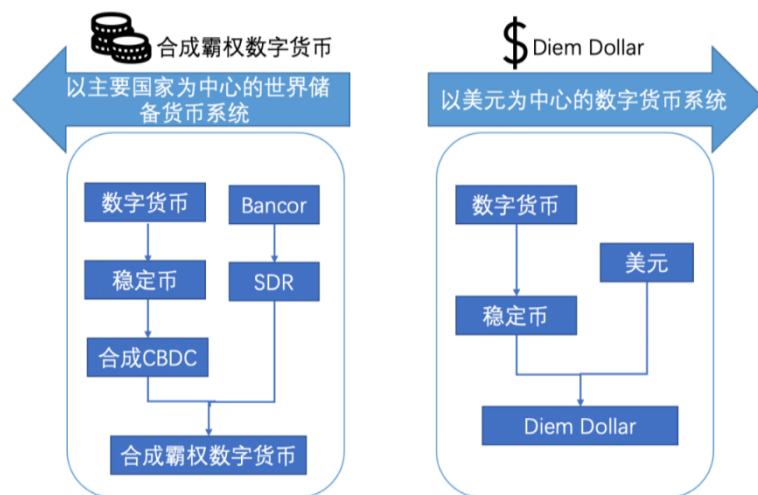 合成霸权数字货币
以主要国家为中心的世界储
备货币系统
数字货币
Bancor
稳定币
SDR
合成CBDC
合成霸权数字货币
$ Diem Dollar
以美元为中心的数字货币系统
数字货币
美元
稳定币
Diem Dollar